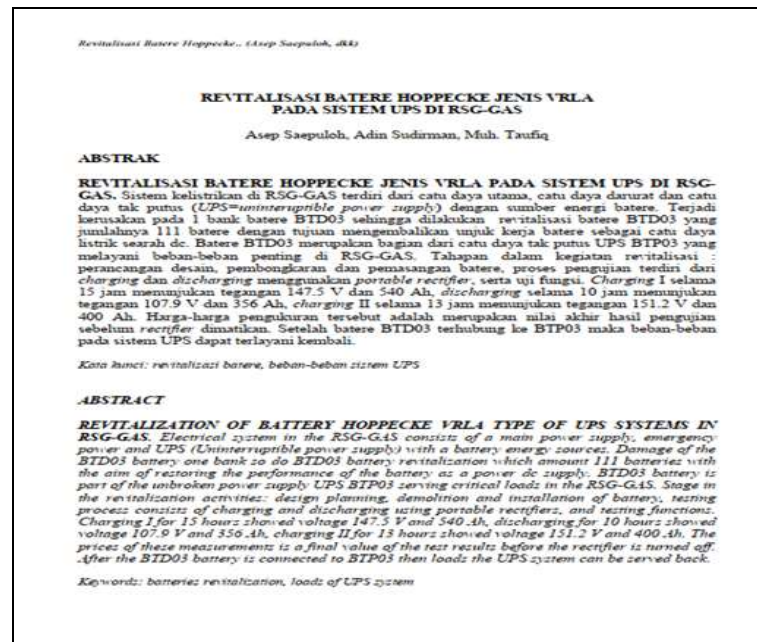 Revitalisasi Batere Hoppecke.. (Asep Saepuloh, dkk)
REVITALISASI BATERE HOPPECKE JENIS VRLA
PADA SISTEM UPS DI RSG-GAS
Asep Saepuloh, Adin Sudirman, Muh. Taufiq
ABSTRAK
REVITALISASI BATERE HOPPECKE JENIS VRLA PADA SISTEM UPS DI RSG-
GAS. Sistem kelistrikan di RSG-GAS terdiri dari catu daya utama, catu daya darurat dan catu
daya tak putus (UPS=uninteruptible power supply) dengan sumber energi batere. Terjadi
kerusakan pada 1 bank batere BTD03 sehingga dilakukan revitalisasi batere BTD03 yang
jumlahnya 111 batere dengan tujuan mengembalikan unjuk kerja batere sebagai catu daya
listrik searah dc. Batere BTD03 merupakan bagian dari catu daya tak putus UPS BTP03 yang
melayani beban-beban penting di RSG-GAS. Tahapan dalam kegiatan revitalisasi :
perancangan desain, pembongkaran dan pemasangan batere, proses pengujian terdiri dari
charging dan discharging menggunakan portable rectifier, serta uji fungsi. Charging I selama
15 jam menunjukan tegangan 147.5 V dan 540 Ah, discharging selama 10 jam menunjukan
tegangan 107.9 V dan 356 Ah, charging II selama 13 jam menunjukan tegangan 151.2 V dan
400 Ah. Harga-harga pengukuran tersebut adalah merupakan nilai akhir hasil pengujian
sebelum rectifier dimatikan. Setelah batere BTD03 terhubung ke BTP03 maka beban-beban
pada sistem UPS dapat terlayani kembali.
Kata kunci: revitalisasi batere, beban-beban sistem UPS
ABSTRACT
REVITALIZATION OF BATTERY HOPPECKE VRLA TYPE OF UPS SYSTEMS IN
RSG-GAS. Electrical system in the RSG-GAS consists of a main power supply, emergency
power and UPS (Uninterruptible power supply) with a battery energy sources. Damage of the
BTD03 battery one bank so do BTD03 battery revitalization which amount 111 batteries with
the aim of restoring the performance of the battery as a power dc supply. BTD03 battery is
part of the unbroken power supply UPS BTP03 serving critical loads in the RSG-GAS. Stage in
the revitalization activities: design planning, demolition and installation of battery, testing
process consists of charging and discharging using portable rectifiers, and testing functions.
Charging I for 15 hours showed voltage 147.5 V and 540 Ah, discharging for 10 hours showed
voltage 107.9 V and 356 Ah, charging II for 13 hours showed voltage 151.2 V and 400 Ah. The
prices of these measurements is a final value of the test results before the rectifier is turned off.
After the BTD03 battery is connected to BTP03 then loads the UPS system can be served back.
Keywords: batteries revitalization, loads of UPS system